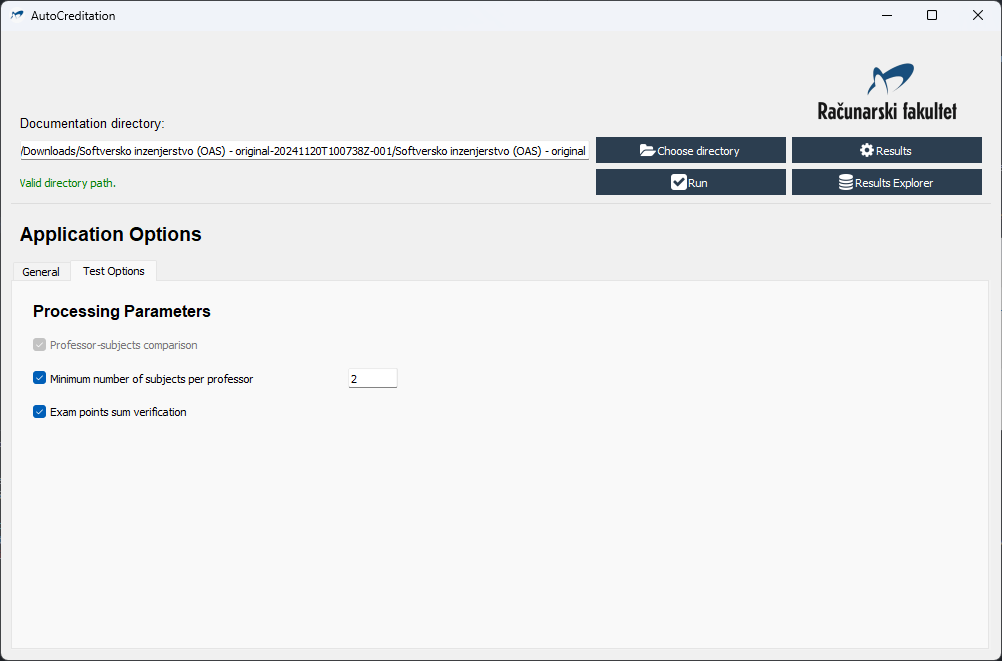 AutoCreditation
Računarski fakultet
Documentation directory:
/Downloads/Softversko inzenjerstvo (OAS) - original-20241120T100738Z-001/Softversko inzenjerstvo (OAS) - original
Choose directory
Results
Valid directory path.
Run
Results Explorer
Application Options
General
Test Options
Processing Parameters
Professor-subjects comparison
Minimum number of subjects per professor
2
Exam points sum verification